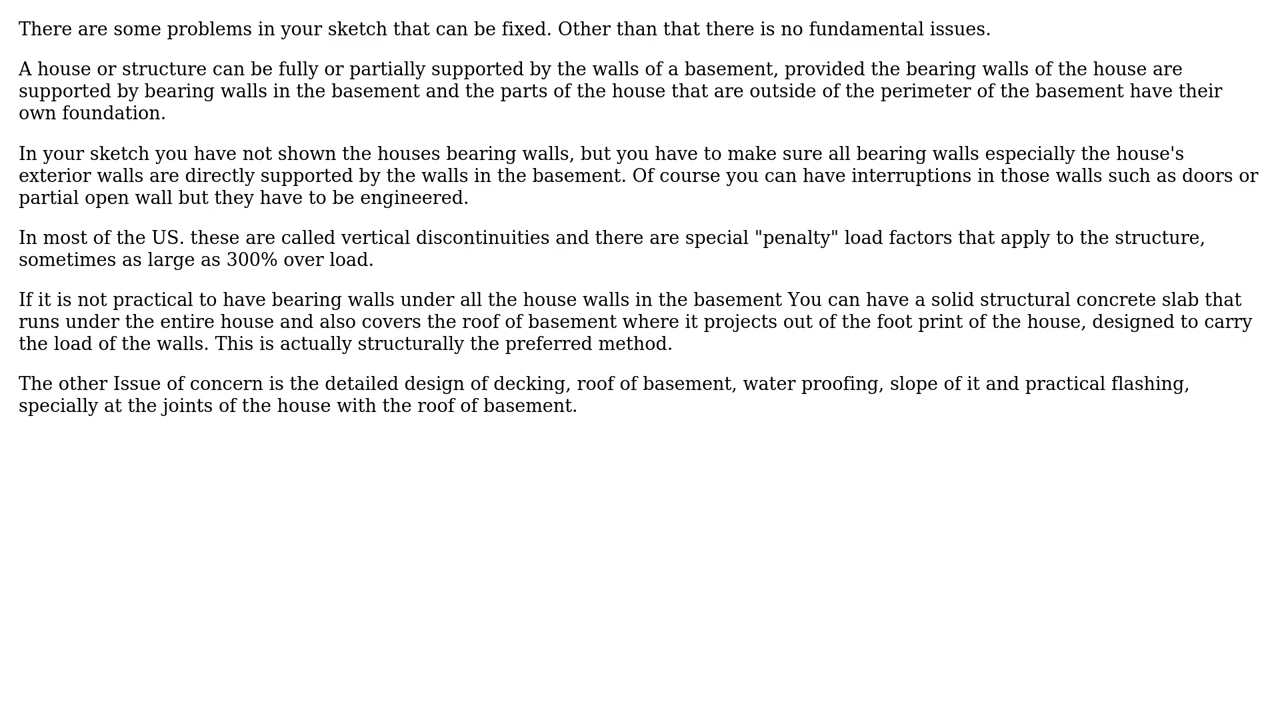 There are some problems in your sketch that can be fixed. Other than that there is no fundamental issues.
A house or structure can be fully or partially supported by the walls of a basement, provided the bearing walls of the house are
supported by bearing walls in the basement and the parts of the house that are outside of the perimeter of the basement have their
own foundation.
In your sketch you have not shown the houses bearing walls, but you have to make sure all bearing walls especially the house's
exterior walls are directly supported by the walls in the basement. Of course you can have interruptions in those walls such as doors or
partial open wall but they have to be engineered.
In most of the US. these are called vertical discontinuities and there are special "penalty" load factors that apply to the structure,
sometimes as large as 300% over load.
If it is not practical to have bearing walls under all the house walls in the basement You can have a solid structural concrete slab that
runs under the entire house and also covers the roof of basement where it projects out of the foot print of the house, designed to carry
the load of the walls. This is actually structurally the preferred method.
The other Issue of concern is the detailed design of decking, roof of basement, water proofing, slope of it and practical flashing,
specially at the joints of the house with the roof of basement.